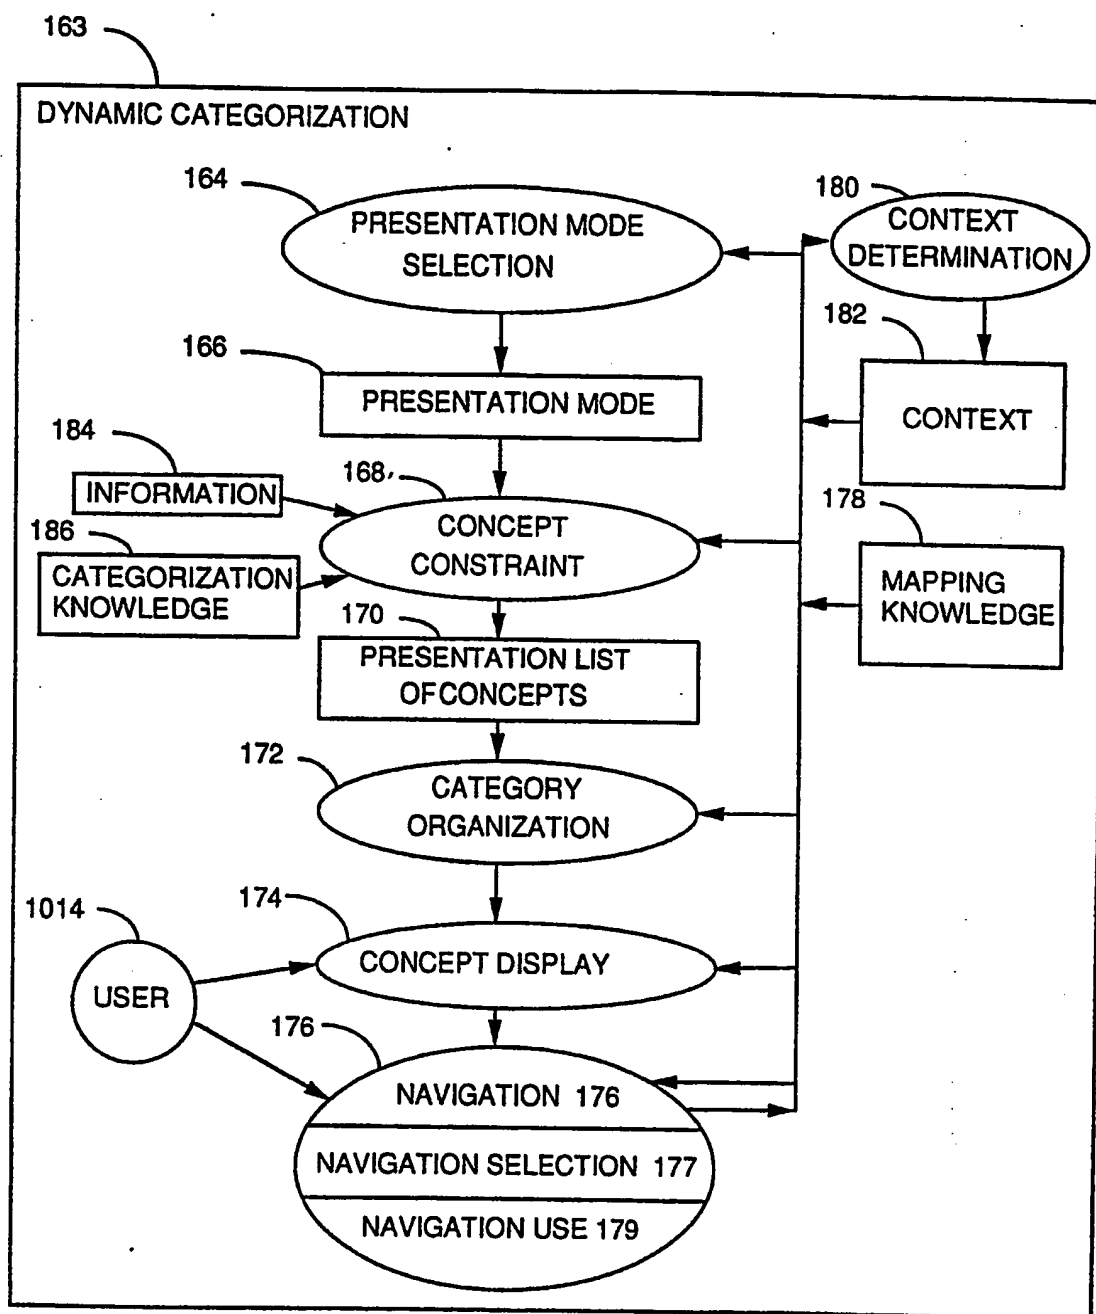 163
DYNAMIC CATEGORIZATION
164
PRESENTATION MODE
SELECTION
180
CONTEXT
DETERMINATION
166
PRESENTATION MODE
182
CONTEXT
184
INFORMATION
168
CONCEPT
CONSTRAINT
178
MAPPING
KNOWLEDGE
186
CATEGORIZATION
KNOWLEDGE
170
PRESENTATION LIST
OF CONCEPTS
172
CATEGORY
ORGANIZATION
174
CONCEPT DISPLAY
1014
USER
176
NAVIGATION 176
NAVIGATION SELECTION 177
NAVIGATION USE 179